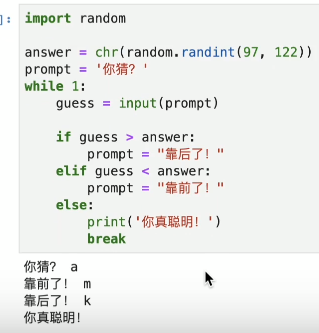 ]:
import random
answer = chr(random.randint(97, 122))
prompt = '你猜? '
while 1:
    guess = input(prompt)
    if guess > answer:
        prompt = "靠后了! "
    elif guess < answer:
        prompt = "靠前了! "
    else:
        print('你真聪明! ')
        break
你猜? a
靠前了! m
靠后了! k
你真聪明!